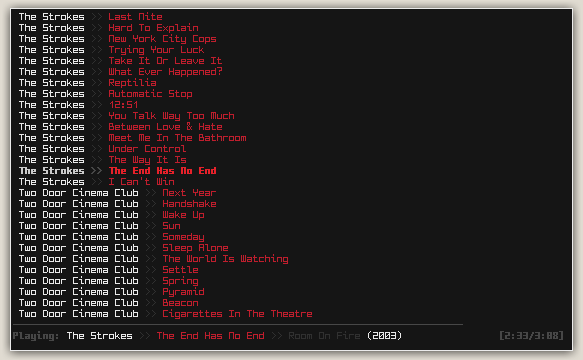 The Strokes >> Last Nite
The Strokes >> Hard To Explain
The Strokes >> New York City Cops
The Strokes >> Trying Your Luck
The Strokes >> Take It Or Leave It
The Strokes >> What Ever Happened?
The Strokes >> Reptilia
The Strokes >> Automatic Stop
The Strokes >> 12:51
The Strokes >> You Talk Way Too Much
The Strokes >> Between Love & Hate
The Strokes >> Meet Me In The Bathroom
The Strokes >> Under Control
The Strokes >> The Way It Is
The Strokes >> The End Has No End
The Strokes >> I Can't Win
Two Door Cinema Club >> Next Year
Two Door Cinema Club >> Handshake
Two Door Cinema Club >> Wake Up
Two Door Cinema Club >> Sun
Two Door Cinema Club >> Someday
Two Door Cinema Club >> Sleep Alone
Two Door Cinema Club >> The World Is Watching
Two Door Cinema Club >> Settle
Two Door Cinema Club >> Spring
Two Door Cinema Club >> Pyramid
Two Door Cinema Club >> Beacon
Two Door Cinema Club >> Cigarettes In The Theatre
Playing: The Strokes >> The End Has No End >> Room On Fire (2003) [2:33/3:08]